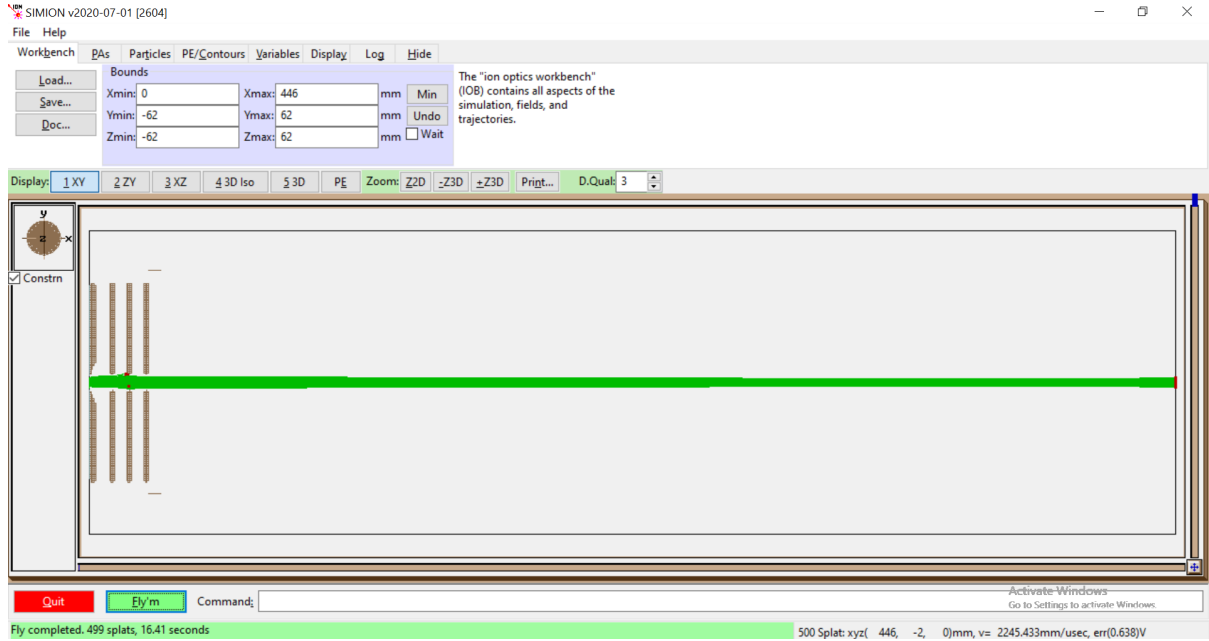 ION
SIMION v2020-07-01 [2604]
File Help
Workbench PAs Particles PE/Contours Variables Display Log Hide
Load...
Save...
Doc...
Bounds
Xmin: 0 Xmax: 446 mm Min
Ymin: -62 Ymax: 62 mm Undo
Zmin: -62 Zmax: 62 mm Wait
The "ion optics workbench"
(IOB) contains all aspects of the
simulation, fields, and
trajectories.
Display: 1 XY 2 ZY 3 XZ 4 3D Iso 5 3D PE Zoom: Z2D -Z3D +Z3D Print... D.Qual: 3
y
z x
Constrn
Quit Fly'm Command:
Activate Windows
Go to Settings to activate Windows.
Fly completed. 499 splats, 16.41 seconds
500 Splat: xyz( 446, -2, 0)mm, v= 2245.433mm/usec, err(0.638)V